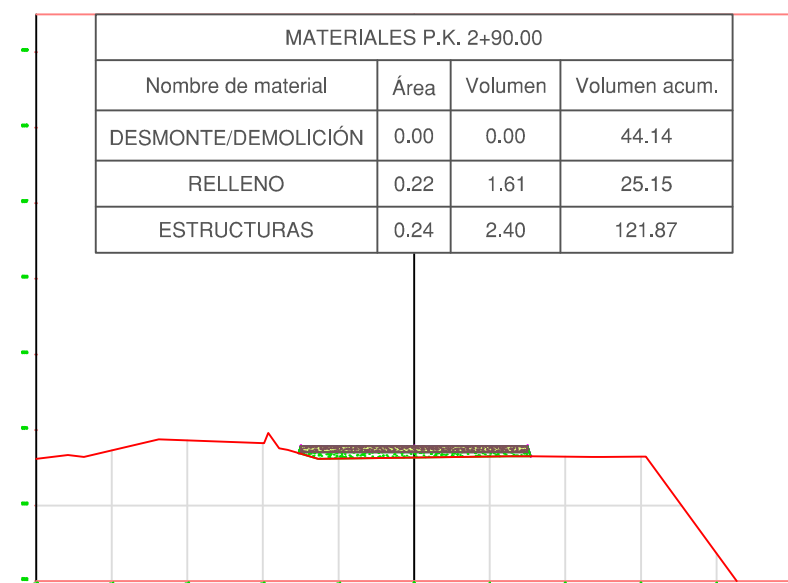 MATERIALES P.K. 2+90.00
Nombre de material Área Volumen Volumen acum.
DESMONTE/DEMOLICIÓN 0.00 0.00 44.14
RELLENO 0.22 1.61 25.15
ESTRUCTURAS 0.24 2.40 121.87